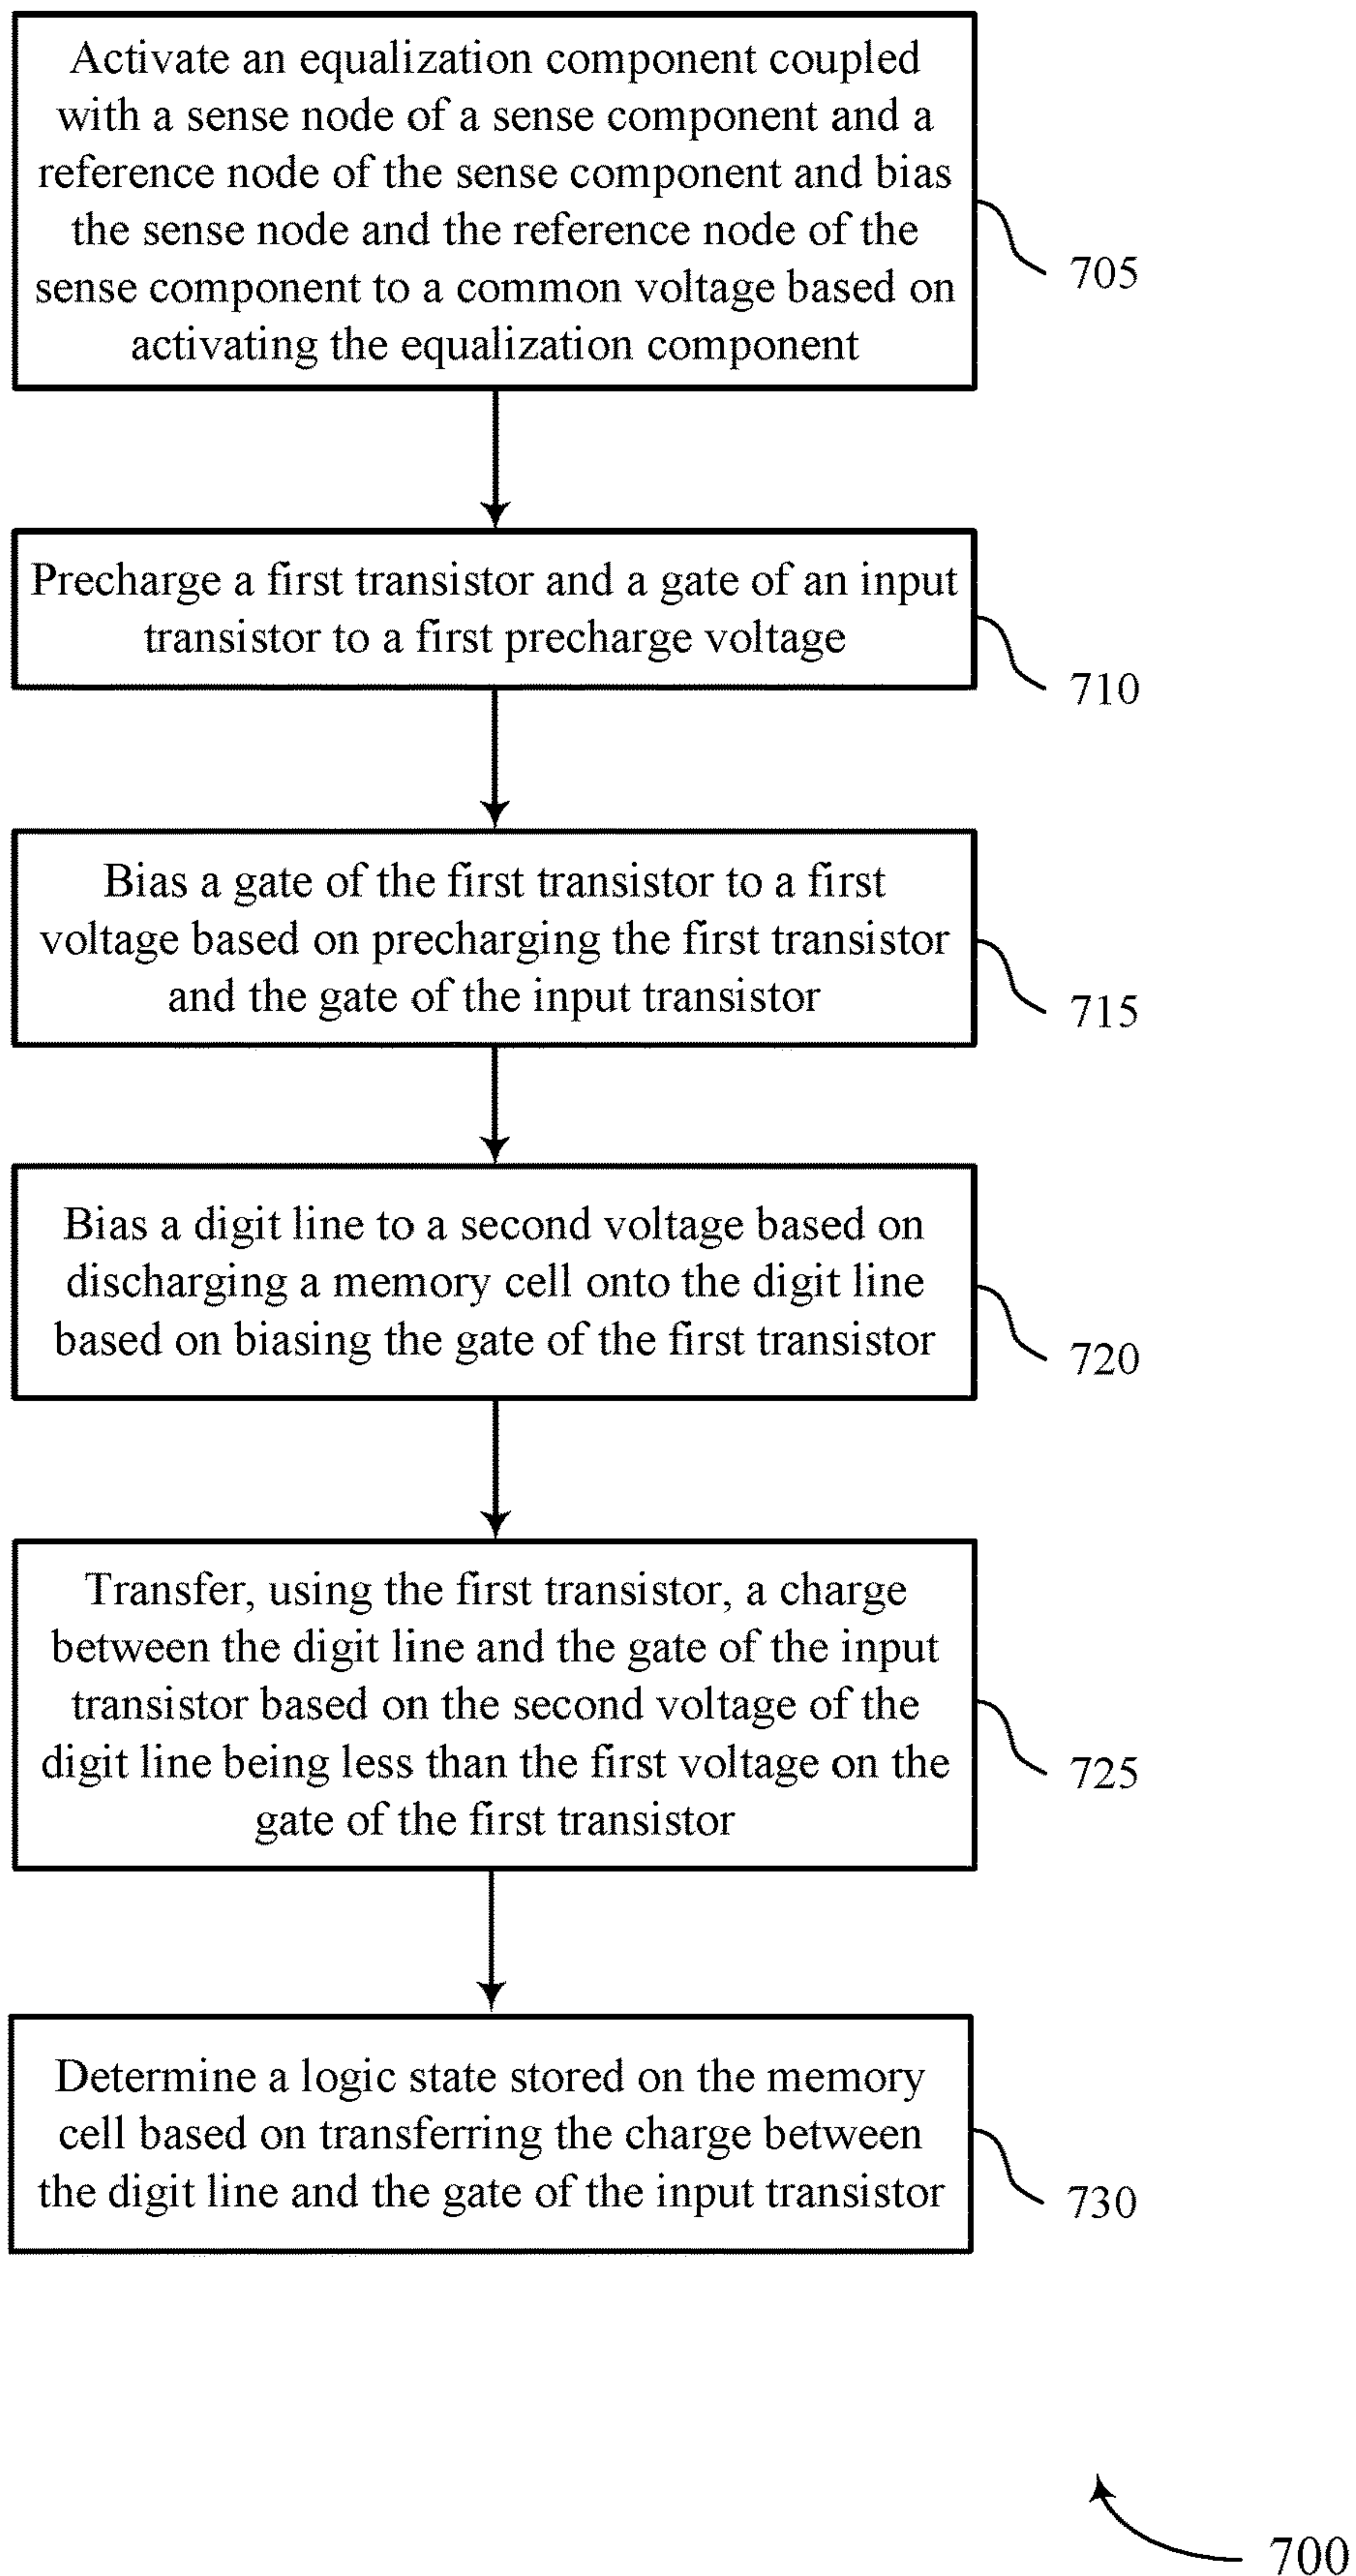 Activate an equalization component coupled
with a sense node of a sense component and a
reference node of the sense component and bias
the sense node and the reference node of the
sense component to a common voltage based on
activating the equalization component
705
Precharge a first transistor and a gate of an input
transistor to a first precharge voltage
710
Bias a gate of the first transistor to a first
voltage based on precharging the first transistor
and the gate of the input transistor
715
Bias a digit line to a second voltage based on
discharging a memory cell onto the digit line
based on biasing the gate of the first transistor
720
Transfer, using the first transistor, a charge
between the digit line and the gate of the input
transistor based on the second voltage of the
digit line being less than the first voltage on the
gate of the first transistor
725
Determine a logic state stored on the memory
cell based on transferring the charge between
the digit line and the gate of the input transistor
730
700